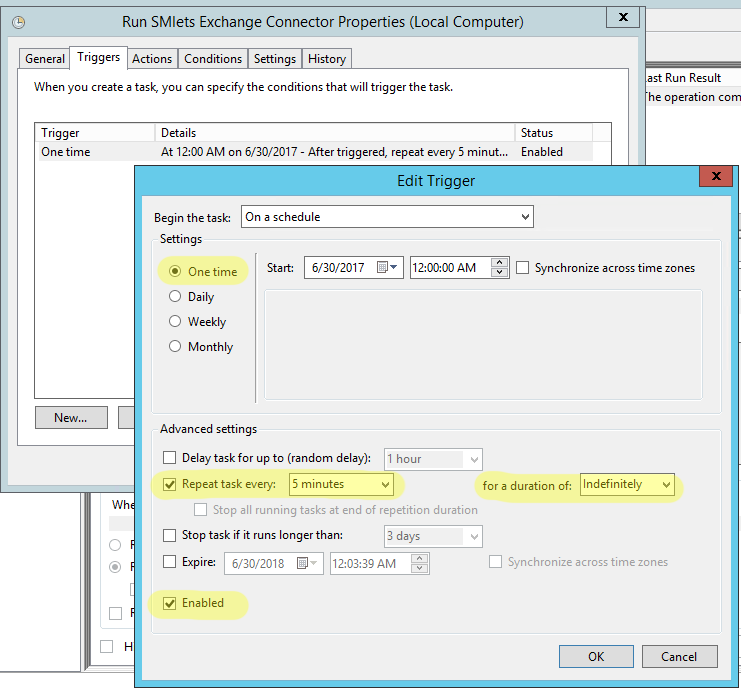 Run SMlets Exchange Connector Properties (Local Computer)
x
General Triggers Actions Conditions Settings History
When you create a task, you can specify the conditions that will trigger the task.
Last Run Result
The operation com
Trigger Details Status
One time At 12:00 AM on 6/30/2017 - After triggered, repeat every 5 minut... Enabled
New...
Edit Trigger
x
Begin the task: On a schedule
Settings
One time
Start: 6/30/2017 12:00:00 AM Synchronize across time zones
Daily
Weekly
Monthly
Advanced settings
Delay task for up to (random delay): 1 hour
Repeat task every: 5 minutes for a duration of: Indefinitely
Stop all running tasks at end of repetition duration
Stop task if it runs longer than: 3 days
Expire: 6/30/2018 12:03:39 AM Synchronize across time zones
Enabled
OK Cancel
Whe
H